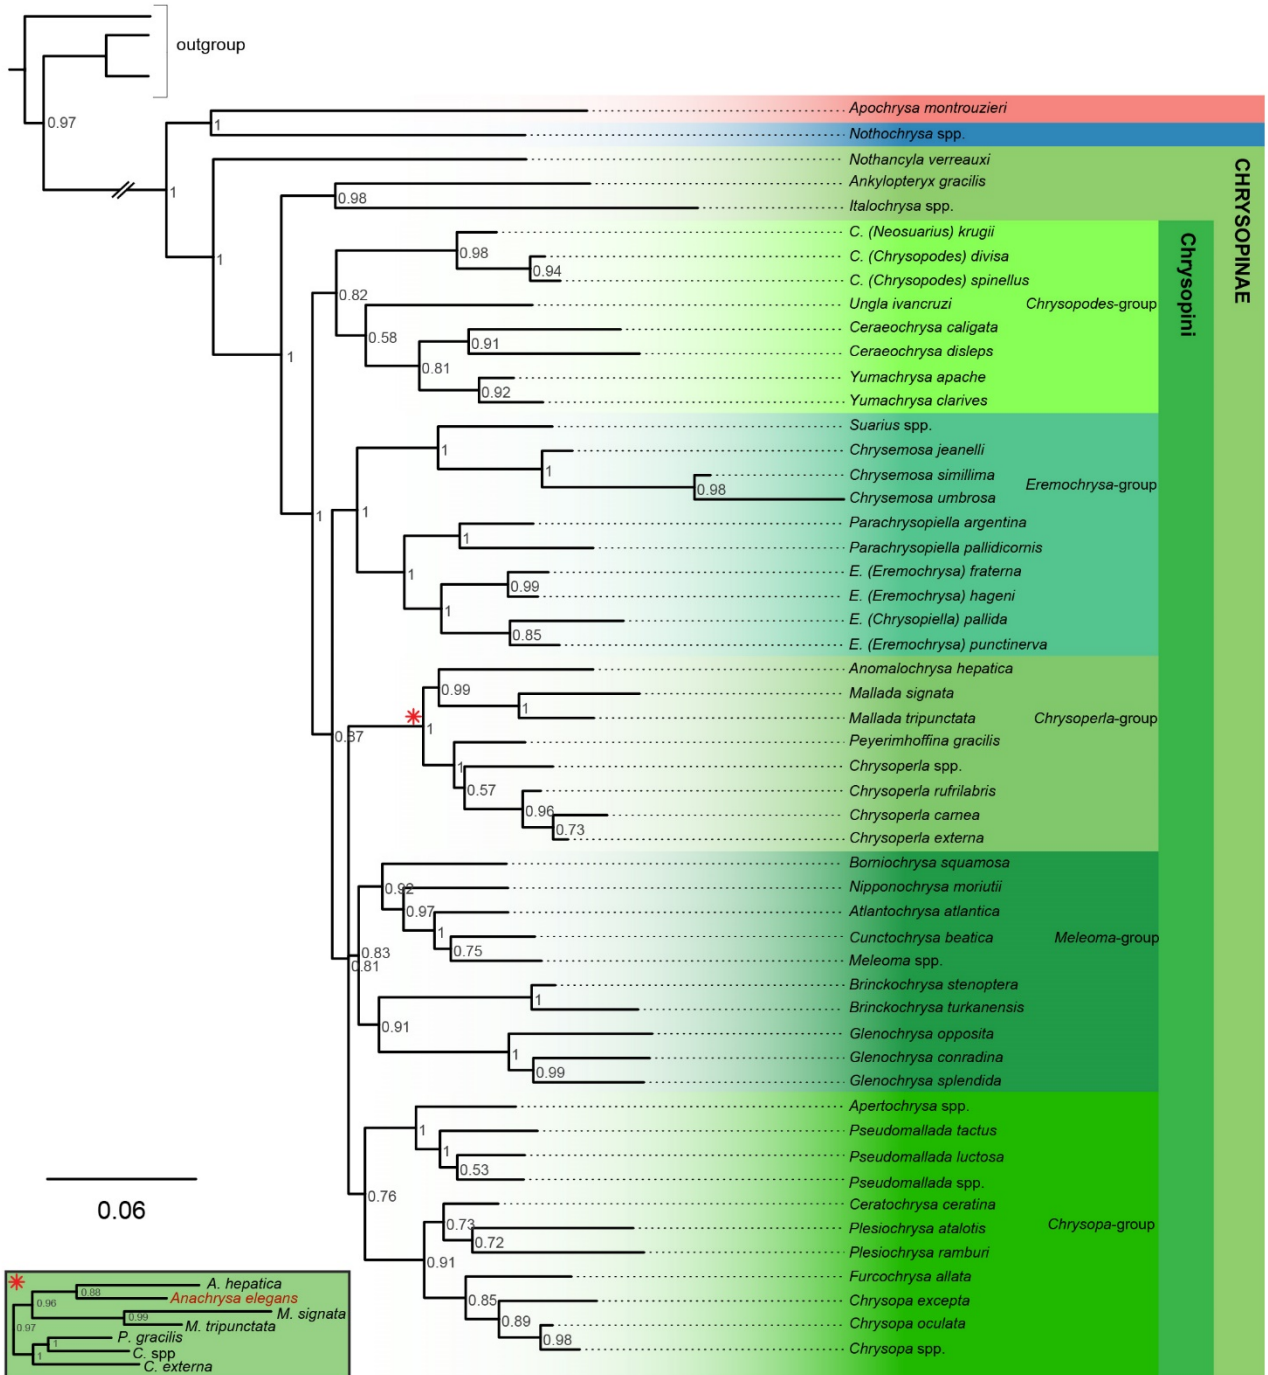 outgroup
0.97
Apochrysa montrouzieri
1
Nothochrysa spp.
Nothancyla verreauxi
CHRYSOPINAE
1
Ankylopteryx gracilis
0.98
Italochrysa spp.
C. (Neosuarius) krugii
Chrysopini
0.98
1
C. (Chrysopodes) divisa
0.94
C. (Chrysopodes) spinellus
0.82
Ungla ivancruzi Chrysopodes-group
0.58
Ceraeochrysa caligata
0.91
1
Ceraeochrysa disleps
0.81
Yumachrysa apache
0.92
Yumachrysa clarives
Suarius spp.
1
Chrysemosa jeanelli
1
Chrysemosa simillima
Eremochrysa-group
0.98
Chrysemosa umbrosa
1
1
Parachrysopiella argentina
1
Parachrysopiella pallidicornis
1
E. (Eremochrysa) fraterna
0.99
E. (Eremochrysa) hageni
1
E. (Chrysopiella) pallida
0.85
E. (Eremochrysa) punctinerva
Anomalochrysa hepatica
0.99
Mallada signata
1
Mallada tripunctata Chrysoperla-group
1
0.87
Peyerimhoffina gracilis
1
Chrysoperla spp.
0.57
Chrysoperla rufrilabris
0.96
Chrysoperla carnea
0.73
Chrysoperla externa
Borniochrysa squamosa
0.92
Nipponochrysa moriutii
0.97
Atlantochrysa atlantica
1
Cunctochrysa beatica Meleoma-group
0.75
0.83
Meleoma spp.
0.81
Brinckochrysa stenoptera
1
Brinckochrysa turkanensis
0.91
Glenochrysa opposita
1
Glenochrysa conradina
0.99
Glenochrysa splendida
Apertochrysa spp.
1
Pseudomallada tactus
1
Pseudomallada luctosa
0.53
Pseudomallada spp.
0.76
0.06
Ceratochrysa ceratina
0.73
Plesiochrysa atalotis Chrysopa-group
0.72
Plesiochrysa ramburi
0.91
Furcochrysa allata
0.85
Chrysopa excepta
0.89
Chrysopa oculata
0.98
Chrysopa spp.
A. hepatica
0.88
Anachrysa elegans
0.96
M. signata
0.99
M. tripunctata
0.97
P. gracilis
1
C. spp
1
C. externa